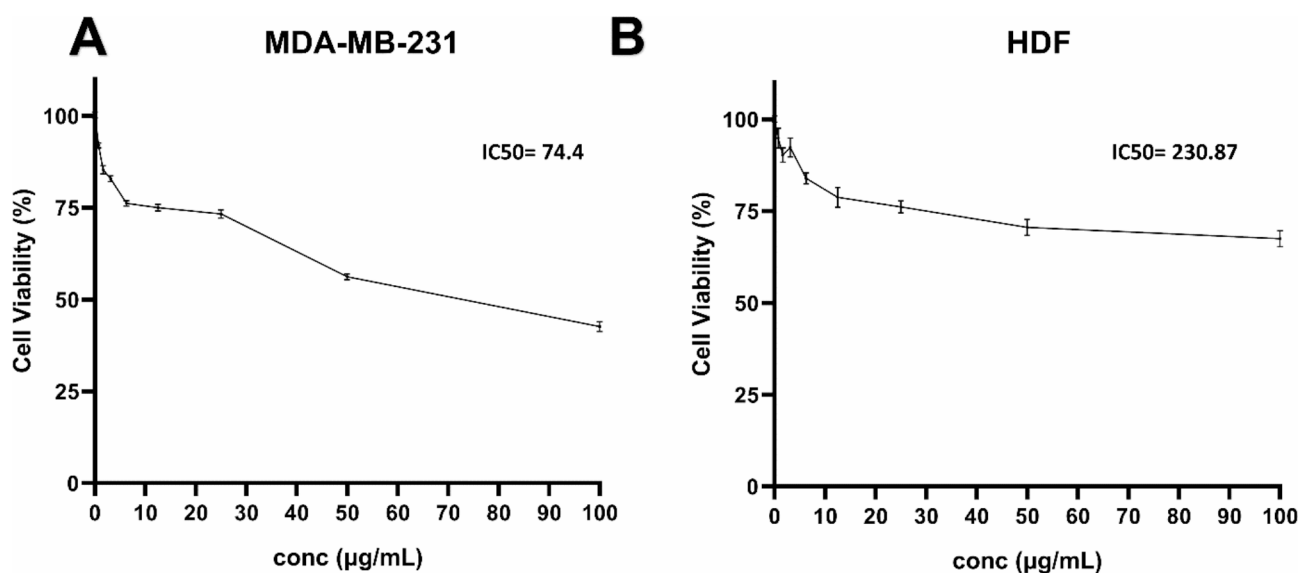 A
MDA-MB-231
100
75
50
25
0
Cell Viability (%)
IC50= 74.4
0 10 20 30 40 50 60 70 80 90 100
conc (µg/mL)
B
HDF
100
75
50
25
0
Cell Viability (%)
IC50= 230.87
0 10 20 30 40 50 60 70 80 90 100
conc (µg/mL)